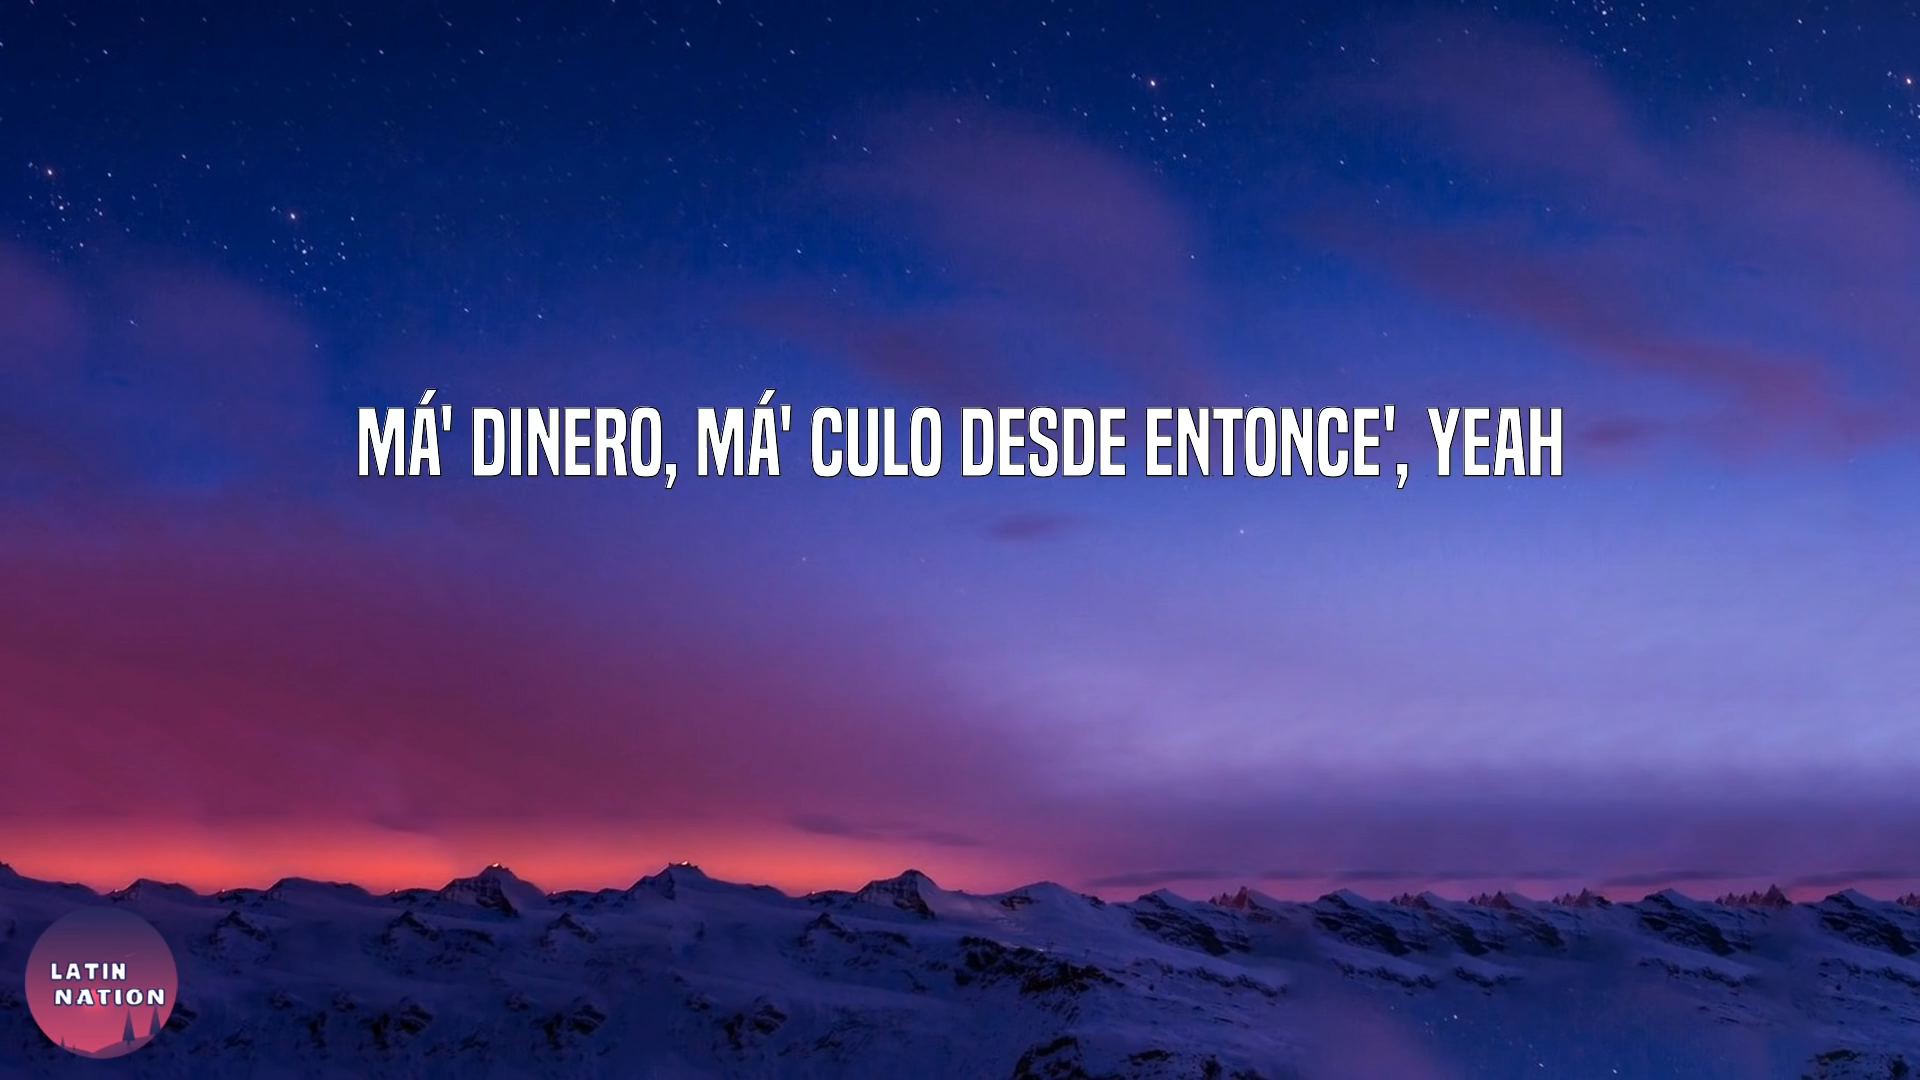 MÁ' DINERO, MÁ' CULO DESDE ENTONCE', YEAH
LATIN
NATION